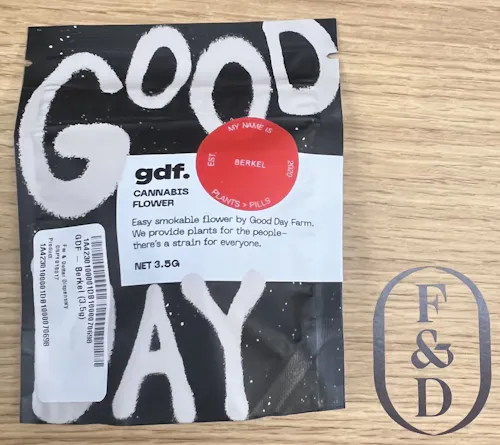 GOOD
MY NAME IS
EST.
BERKEL
2020
PLANTS > PILLS
gdf.
CANNABIS
FLOWER
Easy smokable flower by Good Day Farm.
We provide plants for the people–
there's a strain for everyone.
NET 3.5G
DAY
GDF – Berkel (3.5g)
F
&
D